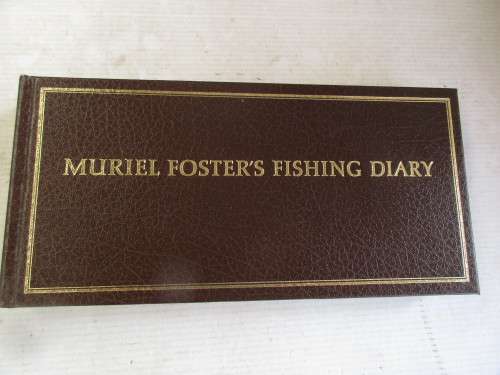 MURIEL FOSTER'S FISHING DIARY